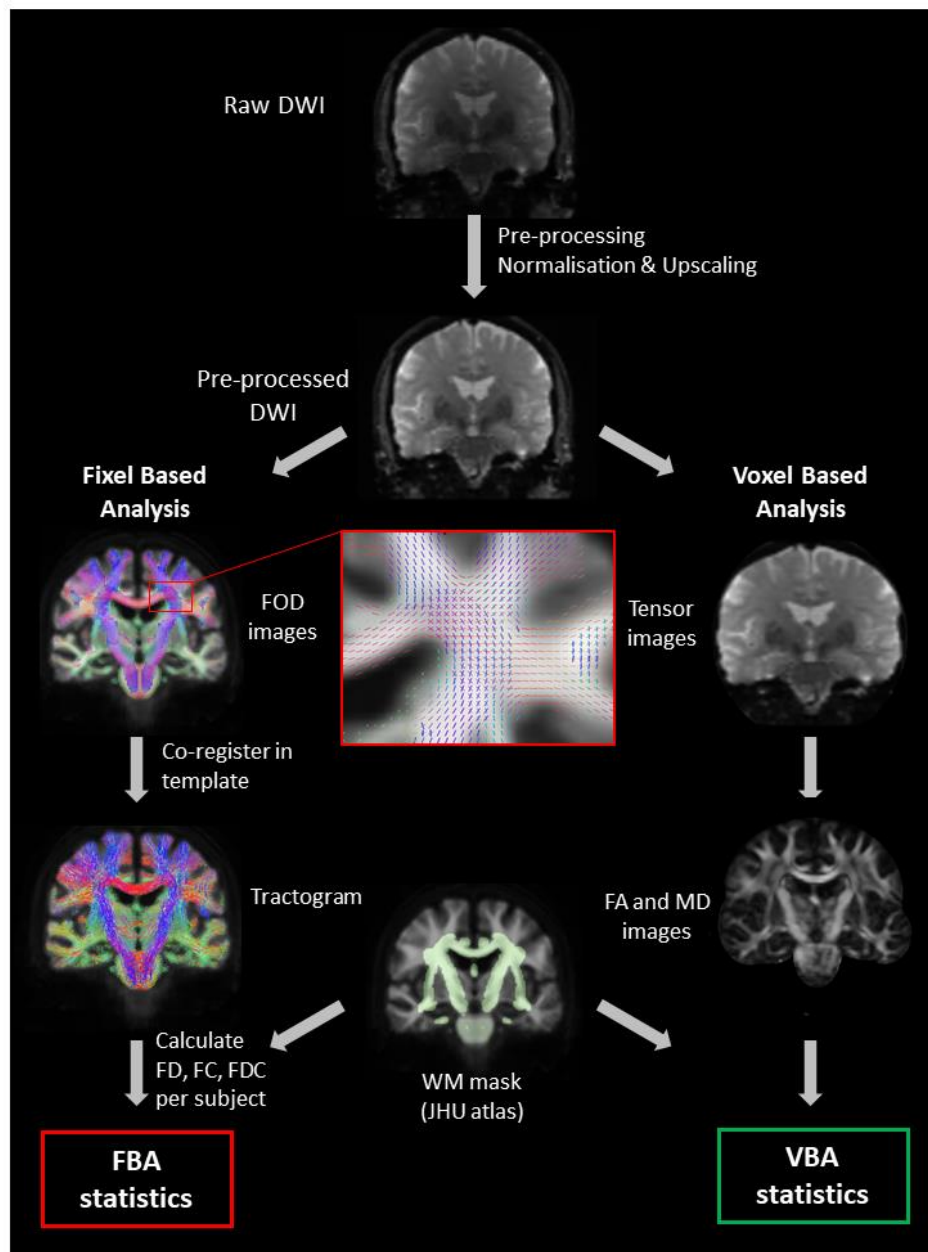 Raw DWI
Pre-processing
Normalisation & Upscaling
Pre-processed
DWI
Fixel Based
Analysis
Voxel Based
Analysis
FOD
images
Tensor
images
Co-register in
template
Tractogram
FA and MD
images
Calculate
FD, FC, FDC
per subject
WM mask
(JHU atlas)
FBA
statistics
VBA
statistics